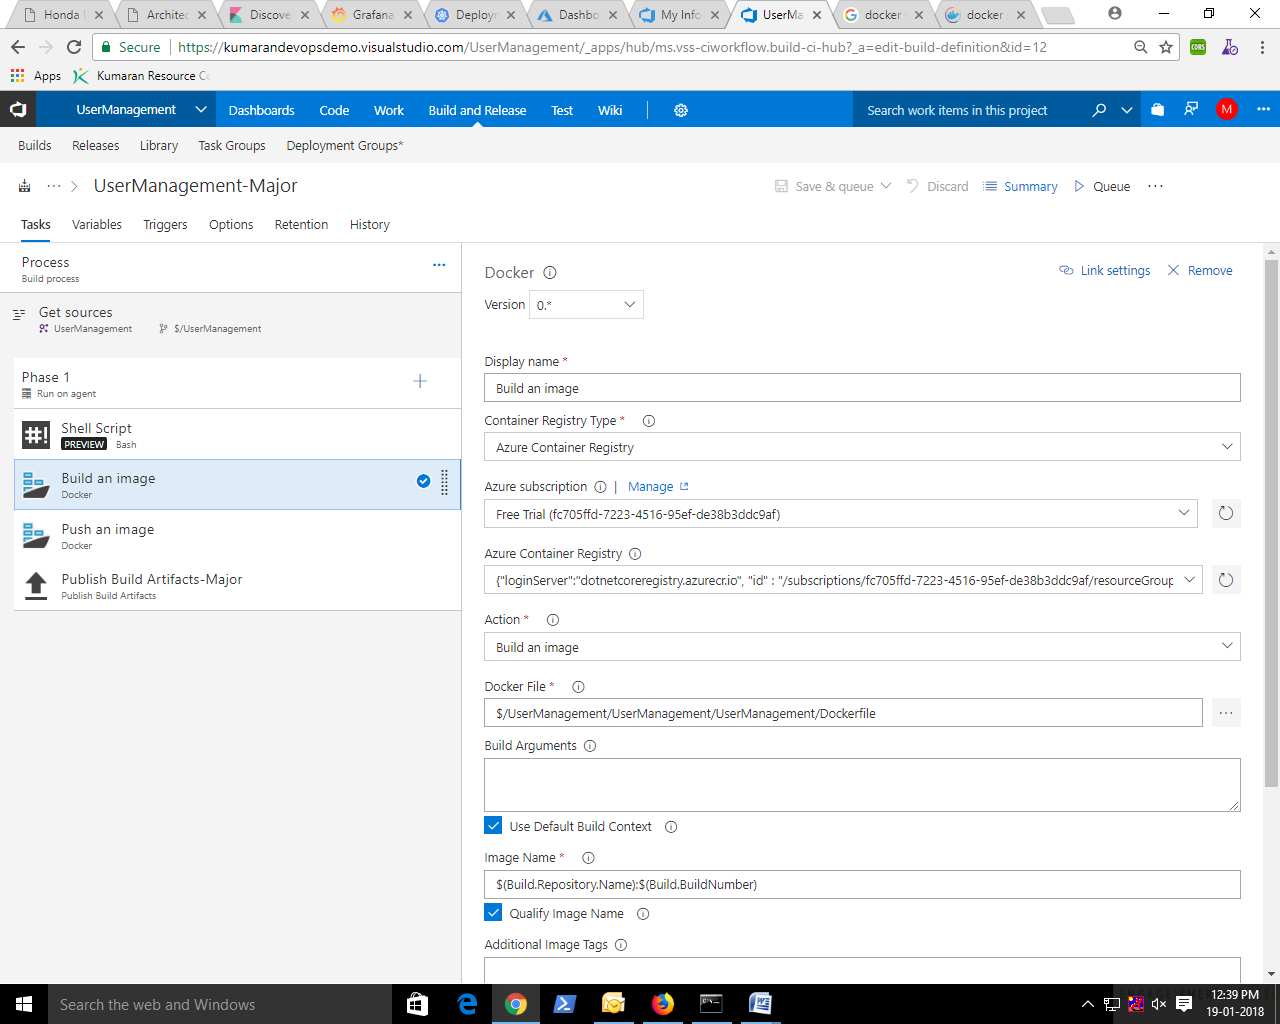 Honda
Architec
Discove
Grafana
Deploym
Dashbo
My Info
UserMa
docker
docker
Secure
https://kumarandevopsdemo.visualstudio.com/UserManagement/_apps/hub/ms.vss-ciworkflow.build-ci-hub?_a=edit-build-definition&id=12
Apps
Kumaran Resource Ce
UserManagement
Dashboards
Code
Work
Build and Release
Test
Wiki
Search work items in this project
M
Builds
Releases
Library
Task Groups
Deployment Groups*
UserManagement-Major
Save & queue
Discard
Summary
Queue
Tasks
Variables
Triggers
Options
Retention
History
Process
Build process
Get sources
UserManagement
$/UserManagement
Phase 1
Run on agent
Shell Script
PREVIEW Bash
Build an image
Docker
Push an image
Docker
Publish Build Artifacts-Major
Publish Build Artifacts
Docker
Link settings
Remove
Version 0.*
Display name *
Build an image
Container Registry Type *
Azure Container Registry
Azure subscription | Manage
Free Trial (fc705ffd-7223-4516-95ef-de38b3ddc9af)
Azure Container Registry
{"loginServer":"dotnetcoreregistry.azurecr.io", "id" : "/subscriptions/fc705ffd-7223-4516-95ef-de38b3ddc9af/resourceGroup
Action *
Build an image
Docker File *
$/UserManagement/UserManagement/UserManagement/Dockerfile
Build Arguments
Use Default Build Context
Image Name *
$(Build.Repository.Name):$(Build.BuildNumber)
Qualify Image Name
Additional Image Tags
Search the web and Windows
12:39 PM
19-01-2018